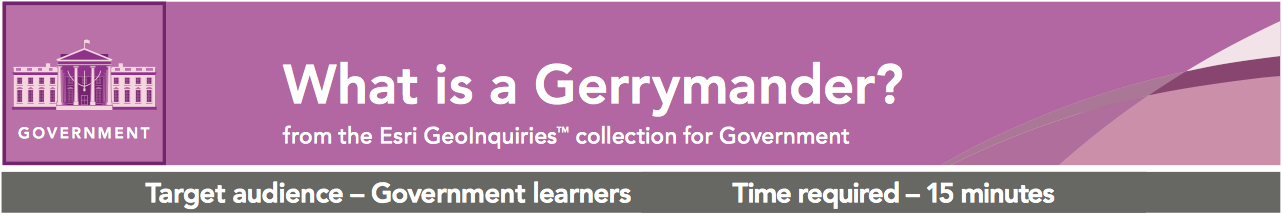 What is a Gerrymander?
from the Esri GeoInquiries™ collection for Government
GOVERNMENT
Target audience – Government learners Time required – 15 minutes